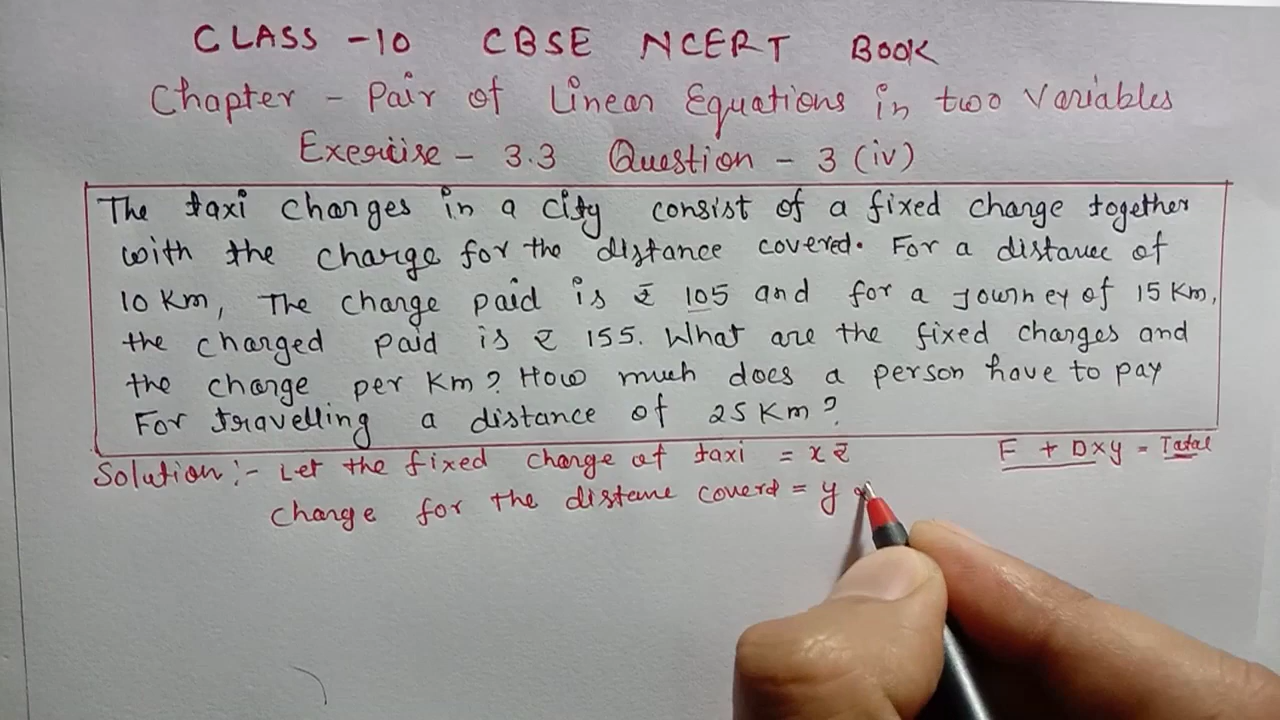 CLASS -10 CBSE NCERT BOOK
Chapter - Pair of Linear Equations in two Variables
Exercise - 3.3 Question - 3 (iv)
The taxi charges in a city consist of a fixed charge together
with the charge for the distance covered. For a distance of
10 Km, The charge paid is ₹ 105 and for a Journey of 15 Km,
the charged paid is ₹ 155. What are the fixed charges and
the charge per Km? How much does a person have to pay
For travelling a distance of 25 Km?
Solution :- Let the fixed charge of taxi = x ₹
F + D x y = Total
charge for the distance coverd = y